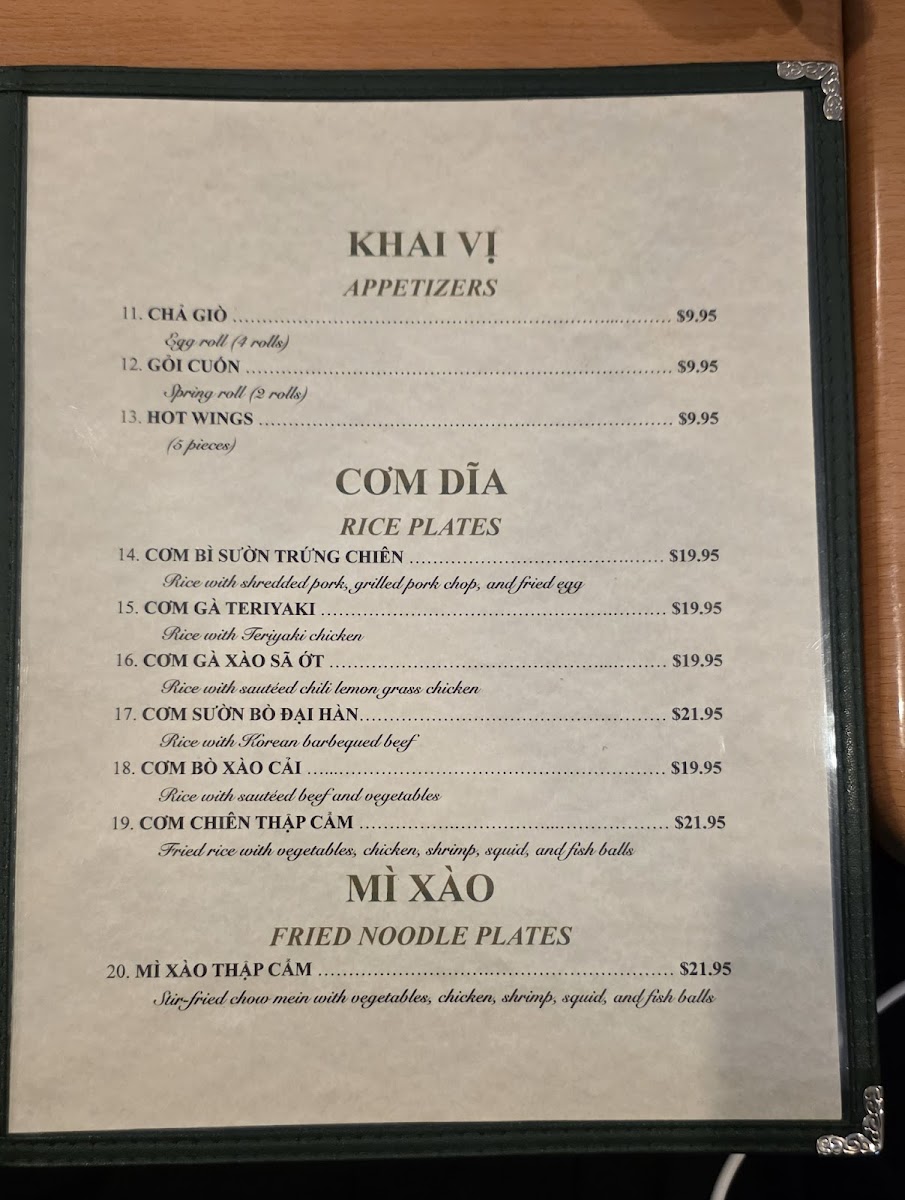 KHAI VỊ
APPETIZERS
11. CHẢ GIÒ ........................................ $9.95
Egg roll (4 rolls)
12. GỎI CUỐN ........................................ $9.95
Spring roll (2 rolls)
13. HOT WINGS ........................................ $9.95
(5 pieces)
CƠM DĨA
RICE PLATES
14. CƠM BÌ SƯỜN TRỨNG CHIÊN ........................................ $19.95
Rice with shredded pork, grilled pork chop, and fried egg
15. CƠM GÀ TERIYAKI ........................................ $19.95
Rice with Teriyaki chicken
16. CƠM GÀ XÀO SÃ ỚT ........................................ $19.95
Rice with sautéed chili lemon grass chicken
17. CƠM SƯỜN BÒ ĐẠI HÀN........................................ $21.95
Rice with Korean barbequed beef
18. CƠM BÒ XÀO CẢI ........................................ $19.95
Rice with sautéed beef and vegetables
19. CƠM CHIÊN THẬP CẨM ........................................ $21.95
Fried rice with vegetables, chicken, shrimp, squid, and fish balls
MÌ XÀO
FRIED NOODLE PLATES
20. MÌ XÀO THẬP CẨM ........................................ $21.95
Stir-fried chow mein with vegetables, chicken, shrimp, squid, and fish balls